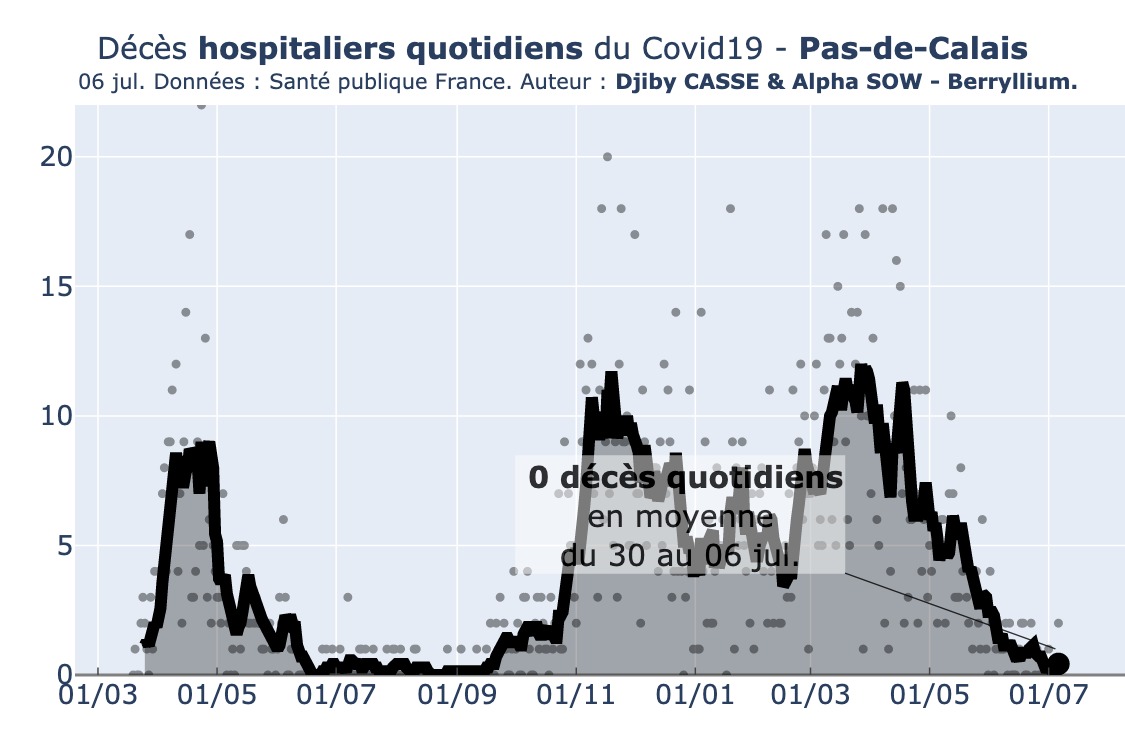 Décès hospitaliers quotidiens du Covid19 - Pas-de-Calais
06 jul. Données : Santé publique France. Auteur : Djiby CASSE & Alpha SOW - Berryllium.
20
15
10
5
0
0 décès quotidiens
en moyenne
du 30 au 06 jul.
01/03 01/05 01/07 01/09 01/11 01/01 01/03 01/05 01/07